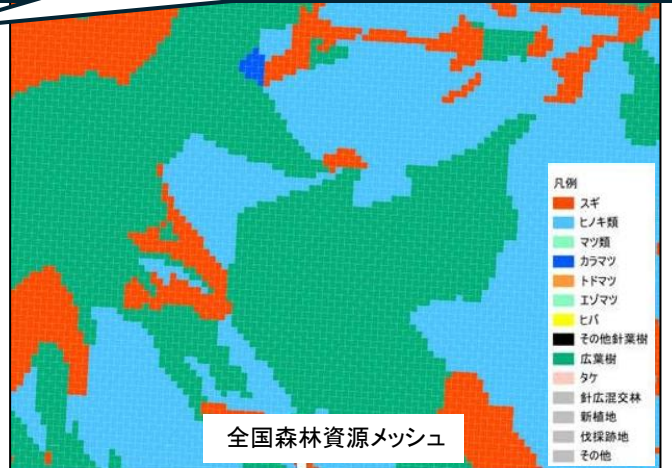 凡例
スギ
ヒノキ類
マツ類
カラマツ
トドマツ
エゾマツ
ヒバ
その他針葉樹
広葉樹
タケ
針広混交林
新植地
伐採跡地
その他
全国森林資源メッシュ